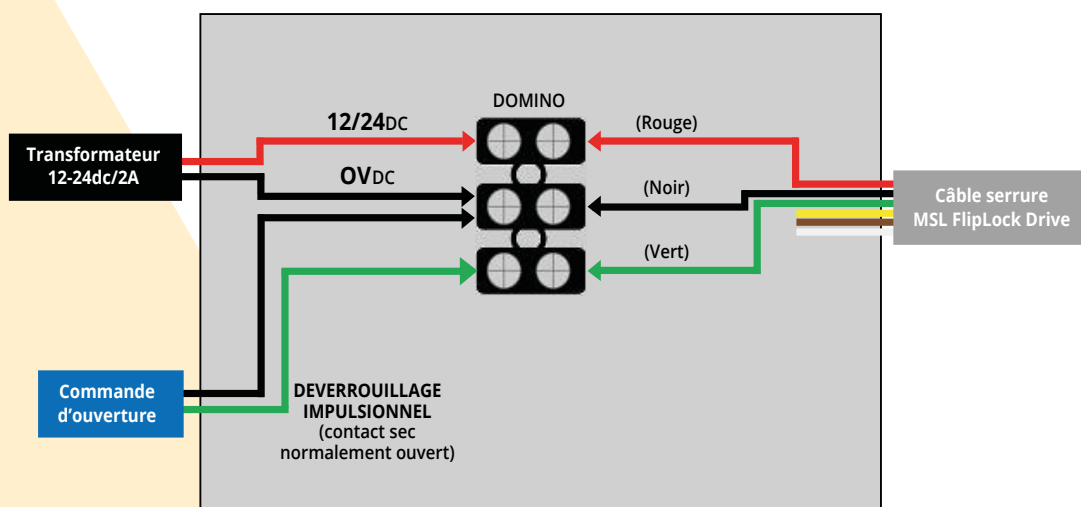 DOMINO
12/24DC
(Rouge)
Transformateur
12-24dc/2A
OVDC
(Noir)
Câble serrure
MSL FlipLock Drive
(Vert)
Commande
d'ouverture
DEVERROUILLAGE
IMPULSIONNEL
(contact sec
normalement ouvert)